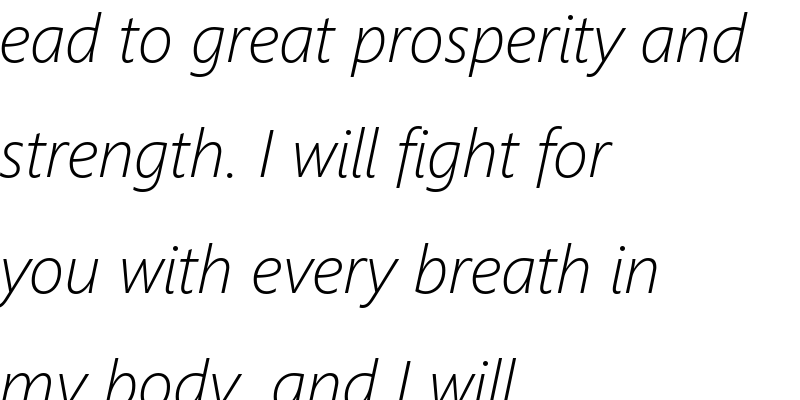 ead to great prosperity and
strength. I will fight for
you with every breath in
my body, and I will